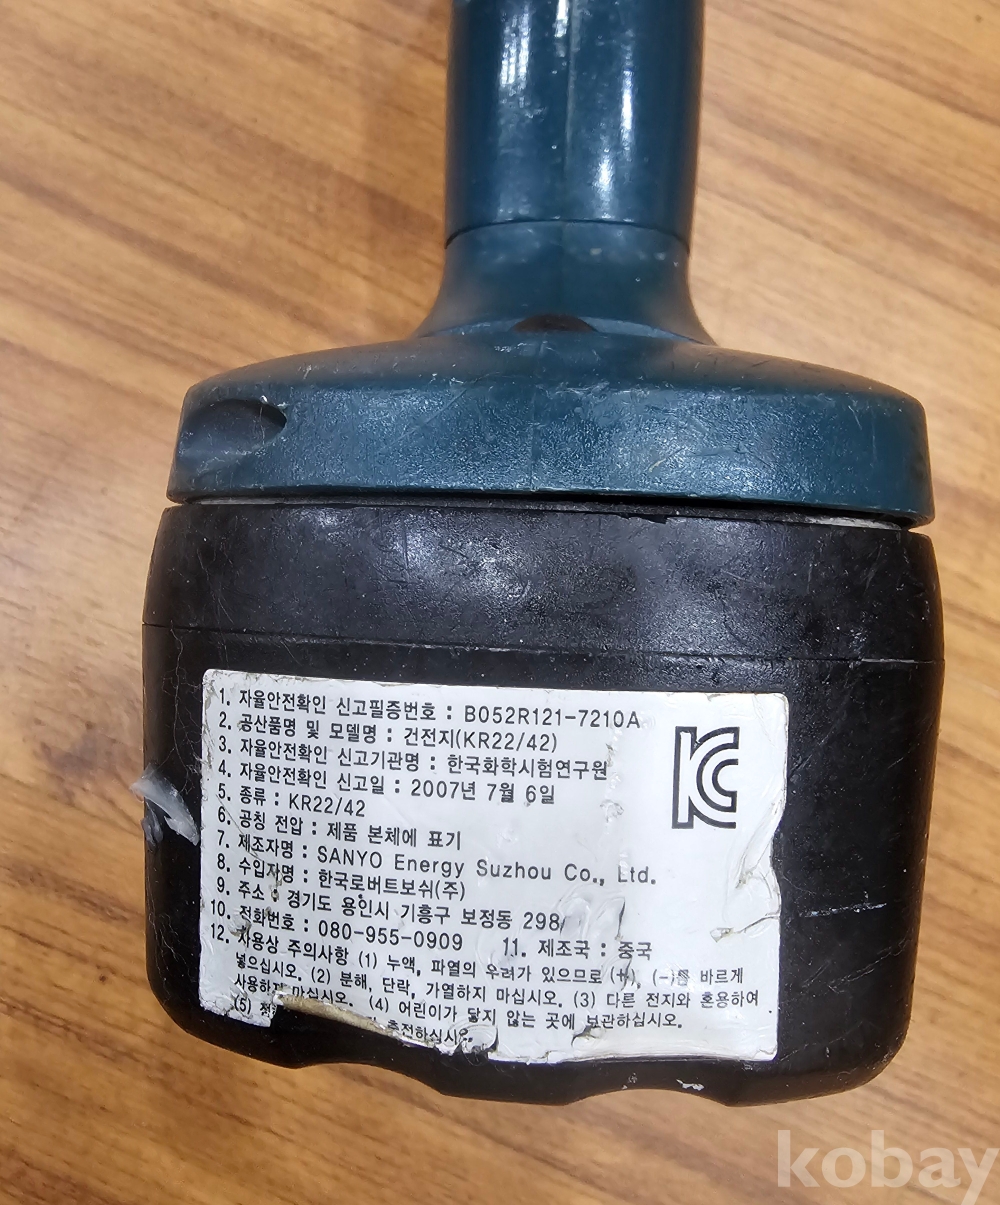 1. 자율안전확인 신고필증번호 : B052R121-7210A
2. 공산품명 및 모델명 : 건전지(KR22/42)
3. 자율안전확인 신고기관명 : 한국화학시험연구원
4. 자율안전확인 신고일 : 2007년 7월 6일
5. 종류 : KR22/42
6. 공칭 전압 : 제품 본체에 표기
7. 제조자명 : SANYO Energy Suzhou Co., Ltd.
8. 수입자명 : 한국로버트보쉬(주)
9. 주소 : 경기도 용인시 기흥구 보정동 298
10. 전화번호 : 080-955-0909 11. 제조국 : 중국
12. 사용상 주의사항 (1) 누액, 파열의 우려가 있으므로 (+), (-)를 바르게
넣으십시오. (2) 분해, 단락, 가열하지 마십시오. (3) 다른 전지와 혼용하여
사용하지 마십시오. (4) 어린이가 닿지 않는 곳에 보관하십시오.
(5) 충전하십시오.
KC
kobay